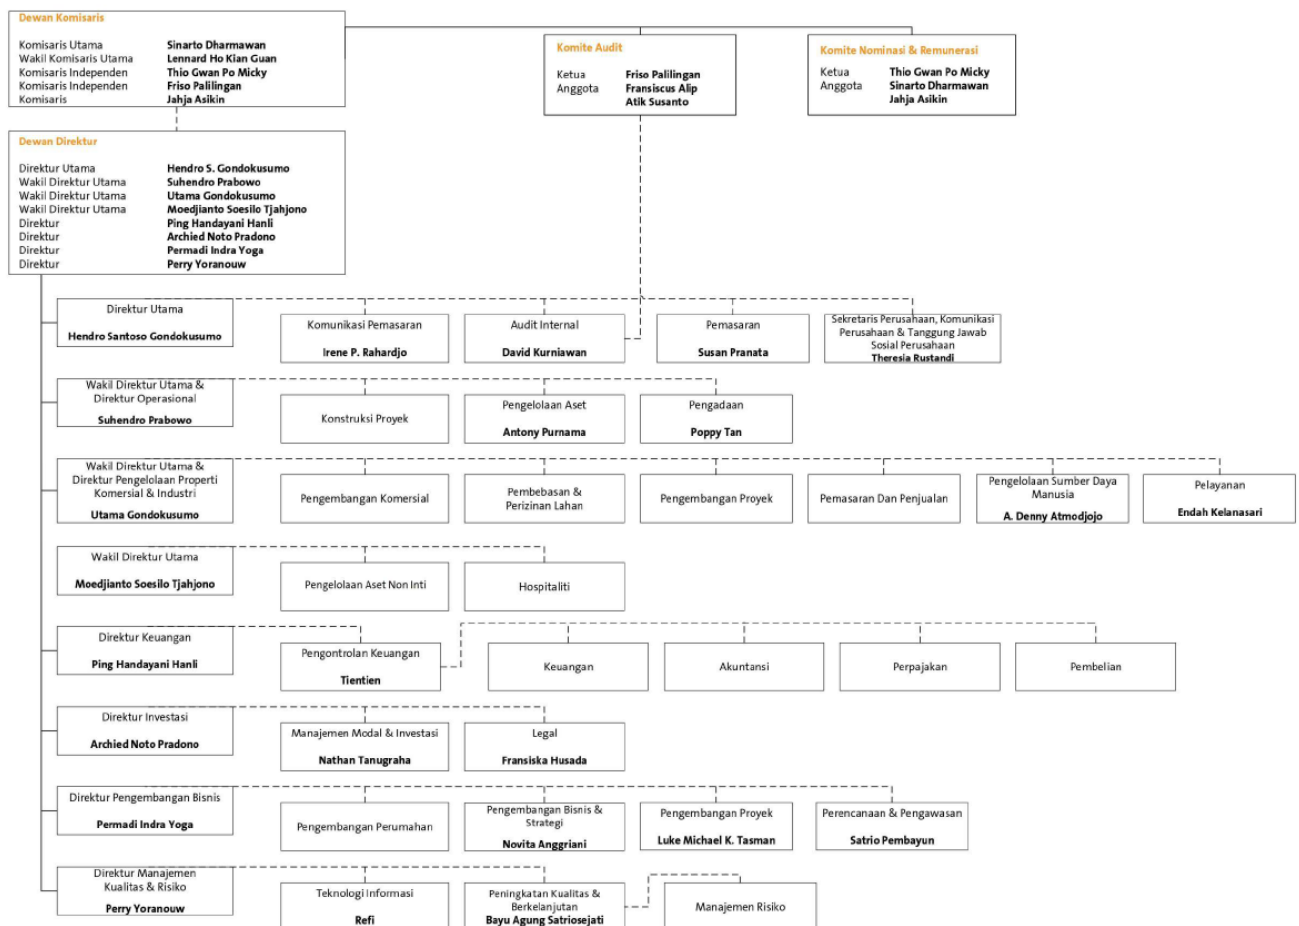 Dewan Komisaris
Komisaris Utama Sinarto Dharmawan
Wakil Komisaris Utama Lennard Ho Kian Guan
Komisaris Independen Thio Gwan Po Micky
Komisaris Independen Friso Palilingan
Komisaris Jahja Asikin
Komite Audit
Ketua Friso Palilingan
Anggota Fransiscus Alip
Atik Susanto
Komite Nominasi & Remunerasi
Ketua Thio Gwan Po Micky
Anggota Sinarto Dharmawan
Jahja Asikin
Dewan Direktur
Direktur Utama Hendro S. Gondokusumo
Wakil Direktur Utama Suhendro Prabowo
Wakil Direktur Utama Utama Gondokusumo
Wakil Direktur Utama Moedjianto Soesilo Tjahjono
Direktur Ping Handayani Hanli
Direktur Archied Noto Pradono
Direktur Permadi Indra Yoga
Direktur Perry Yoranouw
Direktur Utama
Hendro Santoso Gondokusumo
Komunikasi Pemasaran
Irene P. Rahardjo
Audit Internal
David Kurniawan
Pemasaran
Susan Pranata
Sekretaris Perusahaan, Komunikasi
Perusahaan & Tanggung Jawab
Sosial Perusahaan
Theresia Rustandi
Wakil Direktur Utama &
Direktur Operasional
Suhendro Prabowo
Konstruksi Proyek
Pengelolaan Aset
Antony Purnama
Pengadaan
Poppy Tan
Wakil Direktur Utama &
Direktur Pengelolaan Properti
Komersial & Industri
Utama Gondokusumo
Pengembangan Komersial
Pembebasan &
Perizinan Lahan
Pengembangan Proyek
Pemasaran Dan Penjualan
Pengelolaan Sumber Daya
Manusia
A. Denny Atmodjojo
Pelayanan
Endah Kelanasari
Wakil Direktur Utama
Moedjianto Soesilo Tjahjono
Pengelolaan Aset Non Inti
Hospitaliti
Direktur Keuangan
Ping Handayani Hanli
Pengontrolan Keuangan
Tientien
Keuangan
Akuntansi
Perpajakan
Pembelian
Direktur Investasi
Archied Noto Pradono
Manajemen Modal & Investasi
Nathan Tanugraha
Legal
Fransiska Husada
Direktur Pengembangan Bisnis
Permadi Indra Yoga
Pengembangan Perumahan
Pengembangan Bisnis &
Strategi
Novita Anggriani
Pengembangan Proyek
Luke Michael K. Tasman
Perencanaan & Pengawasan
Satrio Pembayun
Direktur Manajemen
Kualitas & Risiko
Perry Yoranouw
Teknologi Informasi
Refi
Peningkatan Kualitas &
Berkelanjutan
Bayu Agung Satriosejati
Manajemen Risiko